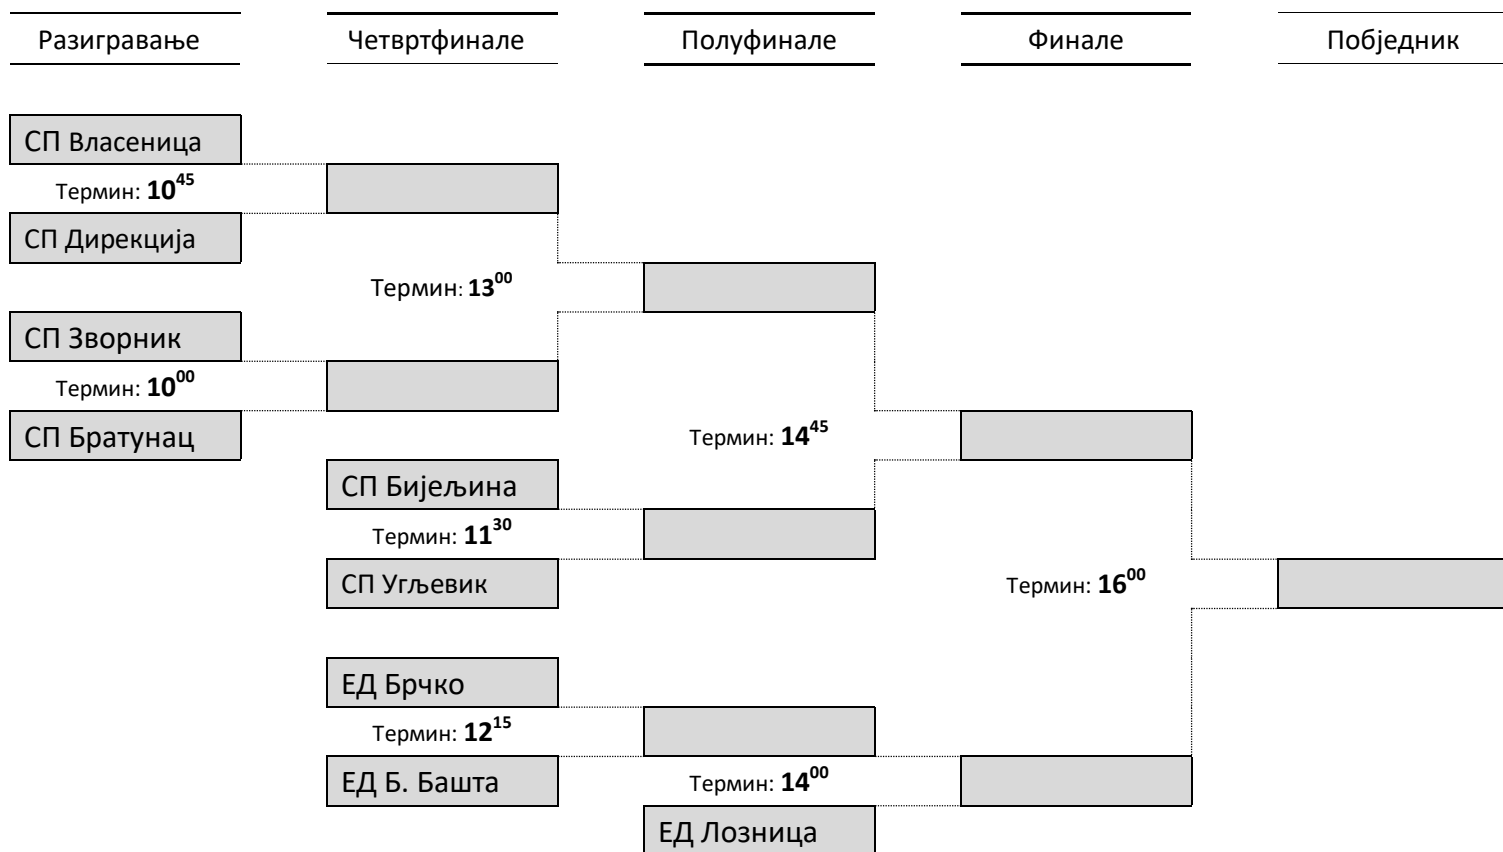 Разигравање
Четвртфинале
Полуфинале
Финале
Побједник
СП Власеница
Термин: 10⁴⁵
СП Дирекција
Термин: 13⁰⁰
СП Зворник
Термин: 10⁰⁰
СП Братунац
Термин: 14⁴⁵
СП Бијељина
Термин: 11³⁰
СП Угљевик
Термин: 16⁰⁰
ЕД Брчко
Термин: 12¹⁵
ЕД Б. Башта
Термин: 14⁰⁰
ЕД Лозница